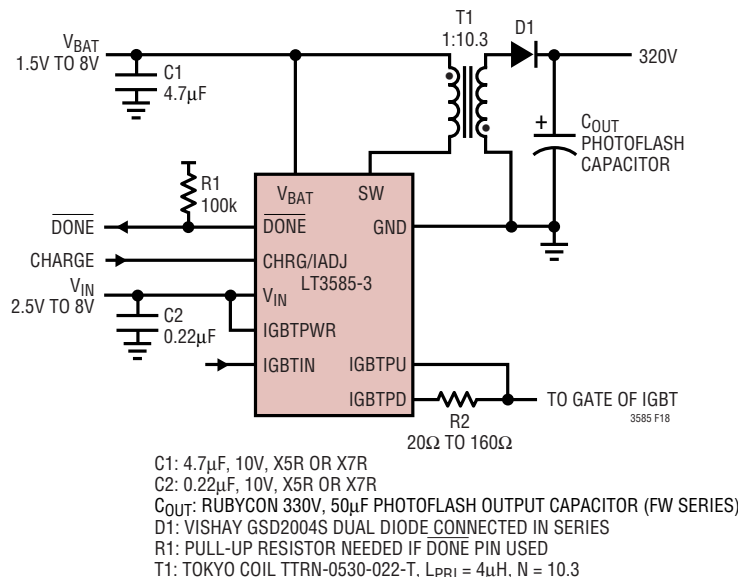 T1
1:10.3
D1
VBAT
1.5V TO 8V
C1
4.7µF
320V
+
COUT
PHOTOFLASH
CAPACITOR
R1
100k
VBAT
SW
DONE
DONE
GND
CHARGE
CHRG/IADJ
LT3585-3
VIN
2.5V TO 8V
VIN
C2
0.22µF
IGBTPWR
IGBTIN
IGBTPU
IGBTPD
TO GATE OF IGBT
3585 F18
R2
20Ω TO 160Ω
C1: 4.7µF, 10V, X5R OR X7R
C2: 0.22µF, 10V, X5R OR X7R
COUT: RUBYCON 330V, 50µF PHOTOFLASH OUTPUT CAPACITOR (FW SERIES)
D1: VISHAY GSD2004S DUAL DIODE CONNECTED IN SERIES
R1: PULL-UP RESISTOR NEEDED IF DONE PIN USED
T1: TOKYO COIL TTRN-0530-022-T, LPRI = 4µH, N = 10.3